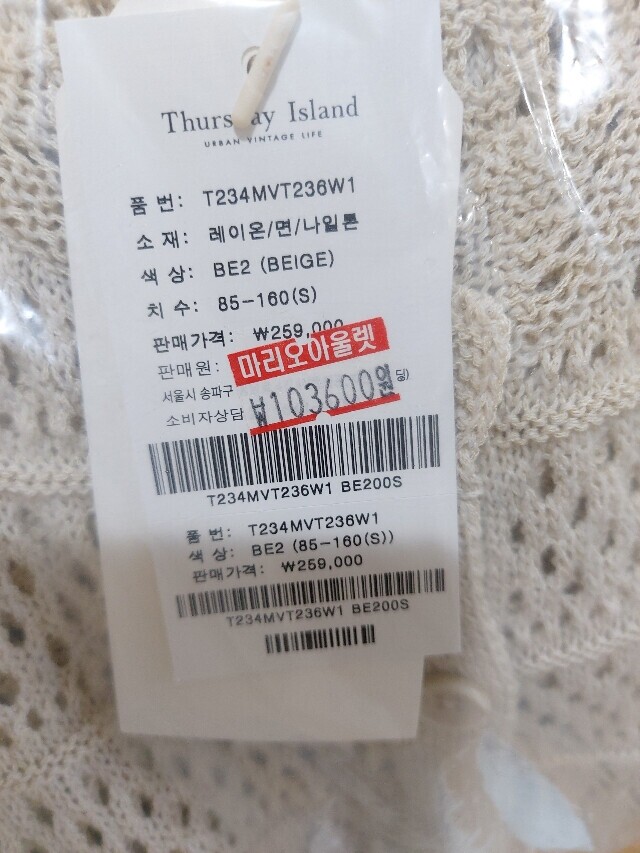 Thursday Island
URBAN VINTAGE LIFE
품 번: T234MVT236W1
소 재: 레이온/면/나일론
색 상: BE2 (BEIGE)
치 수: 85-160(S)
판매가격: ₩259,000
판매원: 마리오아울렛
서울시 송파구
소비자상담 ₩103600원
T234MVT236W1 BE200S
품 번: T234MVT236W1
색 상: BE2 (85-160(S))
판매가격: ₩259,000
T234MVT236W1 BE200S